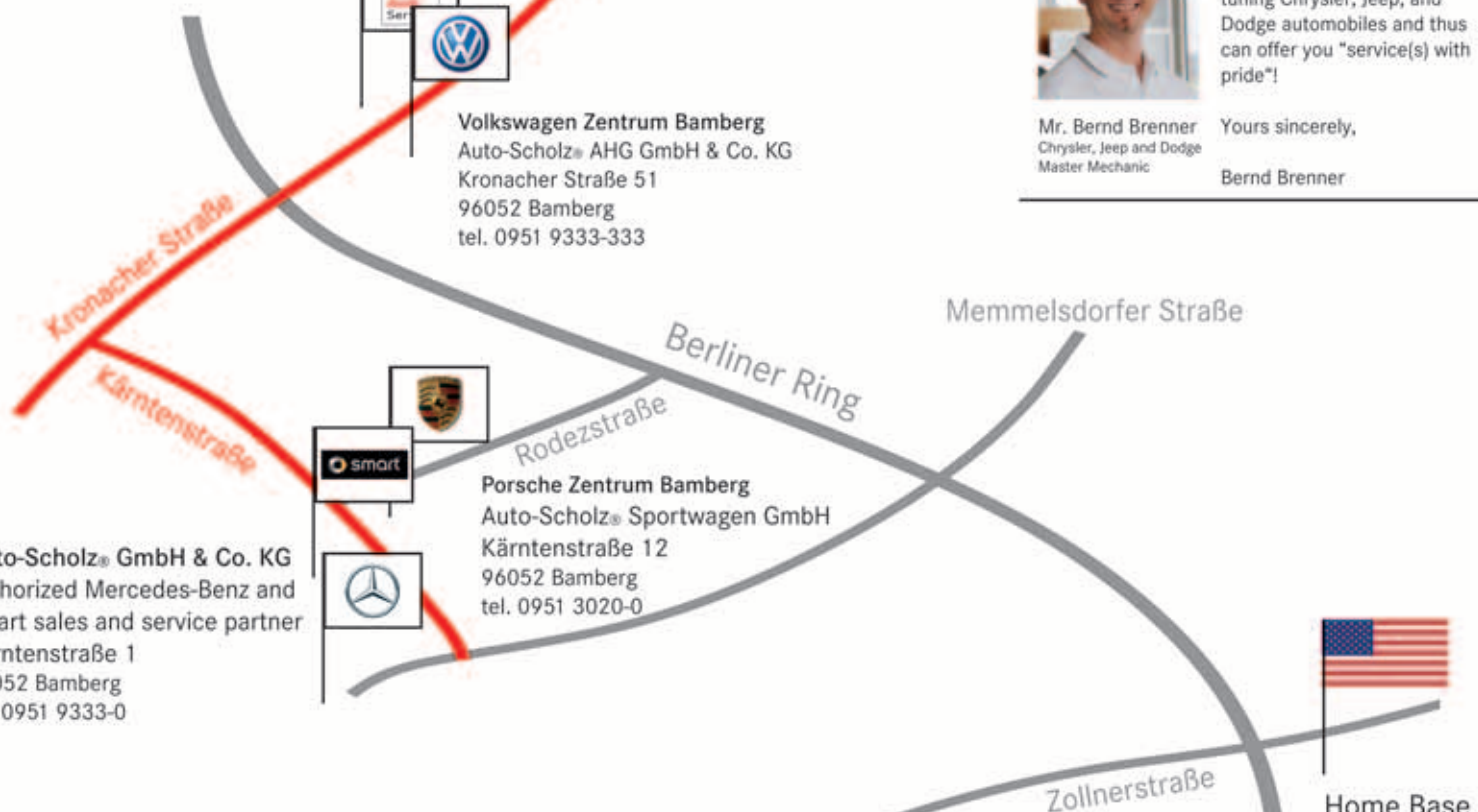 tuning Chrysler, Jeep, and
Dodge automobiles and thus
can offer you "service(s) with
pride"!
Mr. Bernd Brenner
Chrysler, Jeep and Dodge
Master Mechanic
Yours sincerely,
Bernd Brenner
Ser
Volkswagen Zentrum Bamberg
Auto-Scholz® AHG GmbH & Co. KG
Kronacher Straße 51
96052 Bamberg
tel. 0951 9333-333
Kronacher Straße
Kärntenstraße
Berliner Ring
Memmelsdorfer Straße
Rodezstraße
smart
Porsche Zentrum Bamberg
Auto-Scholz® Sportwagen GmbH
Kärntenstraße 12
96052 Bamberg
tel. 0951 3020-0
to-Scholz® GmbH & Co. KG
horized Mercedes-Benz and
art sales and service partner
rntenstraße 1
052 Bamberg
0951 9333-0
Zollnerstraße
Home Base